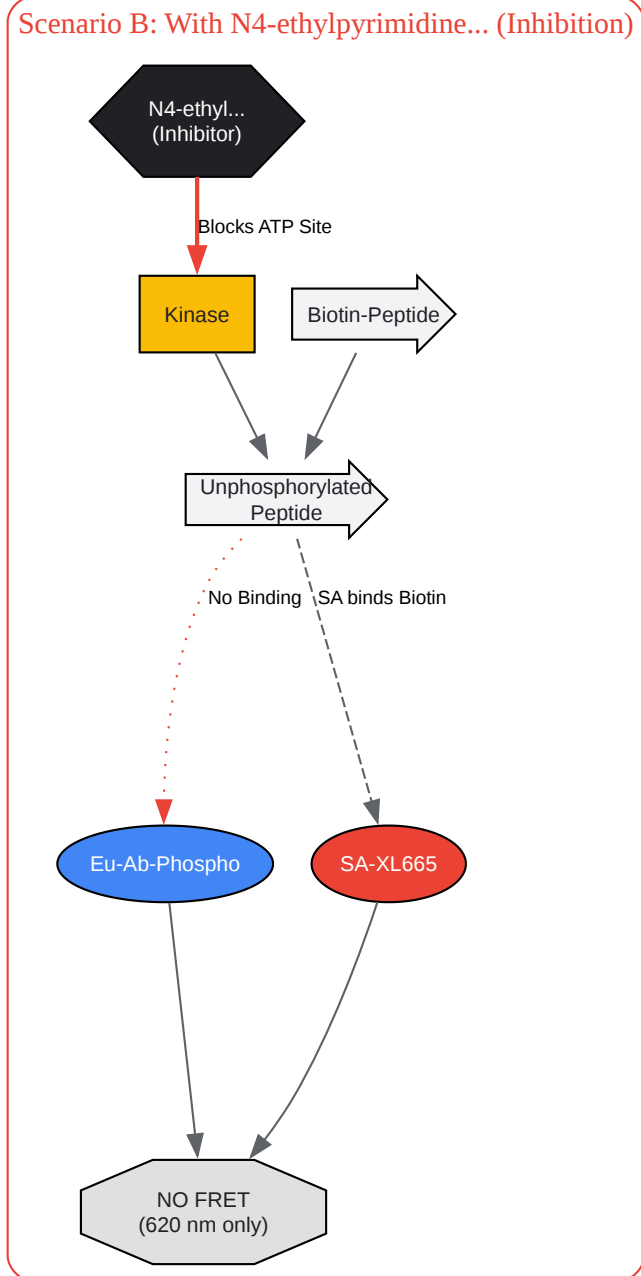 Scenario B: With N4-ethylpyrimidine... (Inhibition)
N4-ethyl...
(Inhibitor)
Blocks ATP Site
Kinase
Biotin-Peptide
Unphosphorylated
Peptide
No Binding
SA binds Biotin
Eu-Ab-Phospho
SA-XL665
NO FRET
(620 nm only)